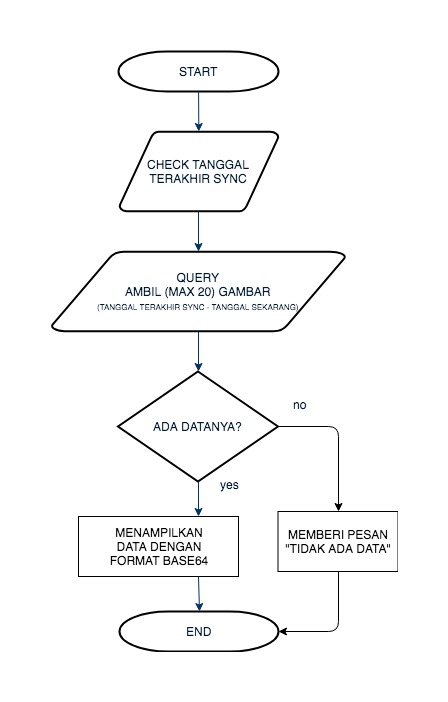 START
CHECK TANGGAL
TERAKHIR SYNC
QUERY
AMBIL (MAX 20) GAMBAR
(TANGGAL TERAKHIR SYNC - TANGGAL SEKARANG)
ADA DATANYA?
no
yes
MENAMPILKAN
DATA DENGAN
FORMAT BASE64
MEMBERI PESAN
"TIDAK ADA DATA"
END